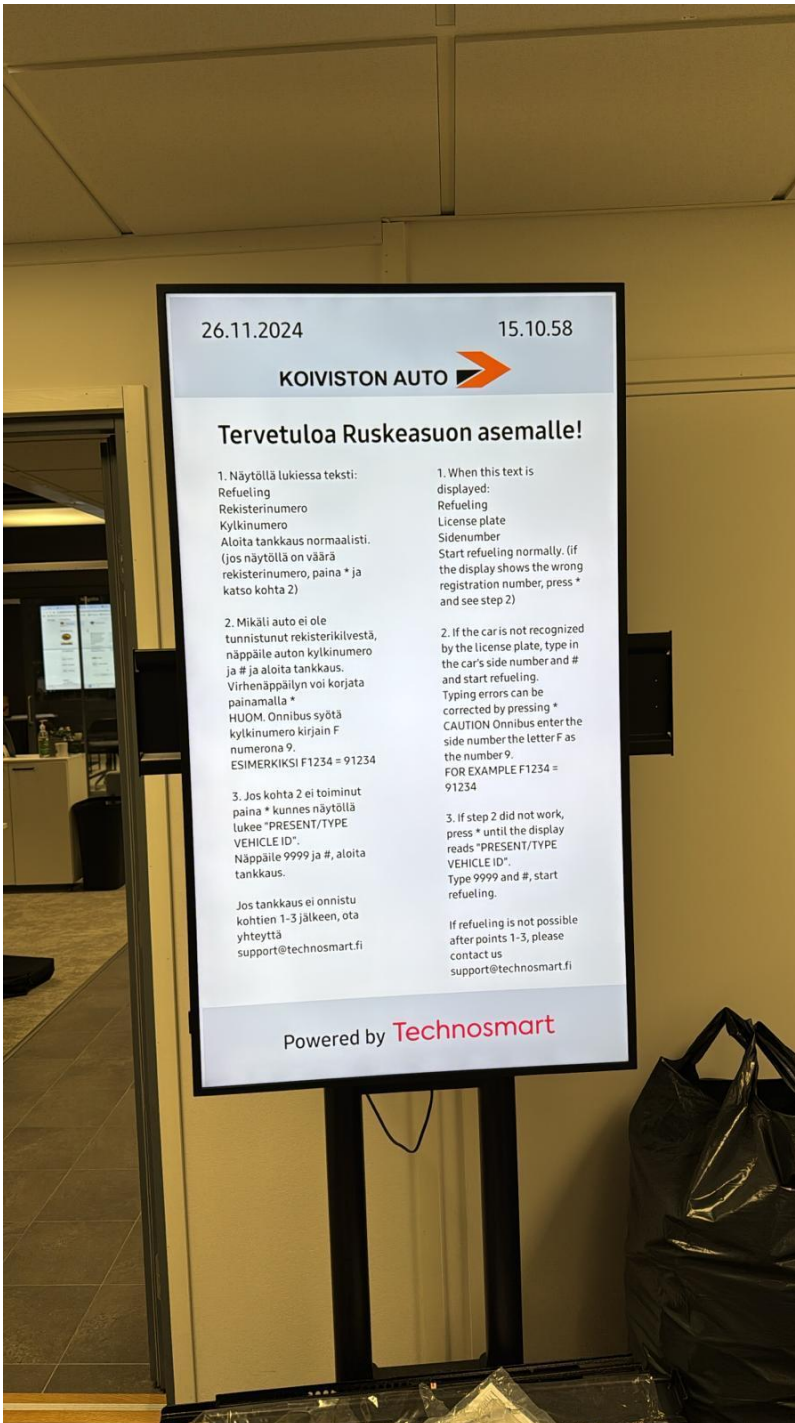 26.11.2024
15.10.58
KOIVISTON AUTO
Tervetuloa Ruskeasuon asemalle!
1. Näytöllä lukiessa teksti:
Refueling
Rekisterinumero
Kylkinumero
Aloita tankkaus normaalisti.
(jos näytöllä on väärä
rekisterinumero, paina * ja
katso kohta 2)
2. Mikäli auto ei ole
tunnistunut rekisterikilvestä,
näppäile auton kylkinumero
ja # ja aloita tankkaus.
Virhenäppäilyn voi korjata
painamalla *
HUOM. Onnibus syötä
kylkinumero kirjain F
numerona 9.
ESIMERKIKSI F1234 = 91234
3. Jos kohta 2 ei toiminut
paina * kunnes näytöllä
lukee "PRESENT/TYPE
VEHICLE ID".
Näppäile 9999 ja #, aloita
tankkaus.
Jos tankkaus ei onnistu
kohtien 1-3 jälkeen, ota
yhteyttä
support@technosmart.fi
1. When this text is
displayed:
Refueling
License plate
Sidenumber
Start refueling normally. (if
the display shows the wrong
registration number, press *
and see step 2)
2. If the car is not recognized
by the license plate, type in
the car's side number and #
and start refueling.
Typing errors can be
corrected by pressing *
CAUTION Onnibus enter the
side number the letter F as
the number 9.
FOR EXAMPLE F1234 =
91234
3. If step 2 did not work,
press * until the display
reads "PRESENT/TYPE
VEHICLE ID".
Type 9999 and #, start
refueling.
If refueling is not possible
after points 1-3, please
contact us
support@technosmart.fi
Powered by Technosmart